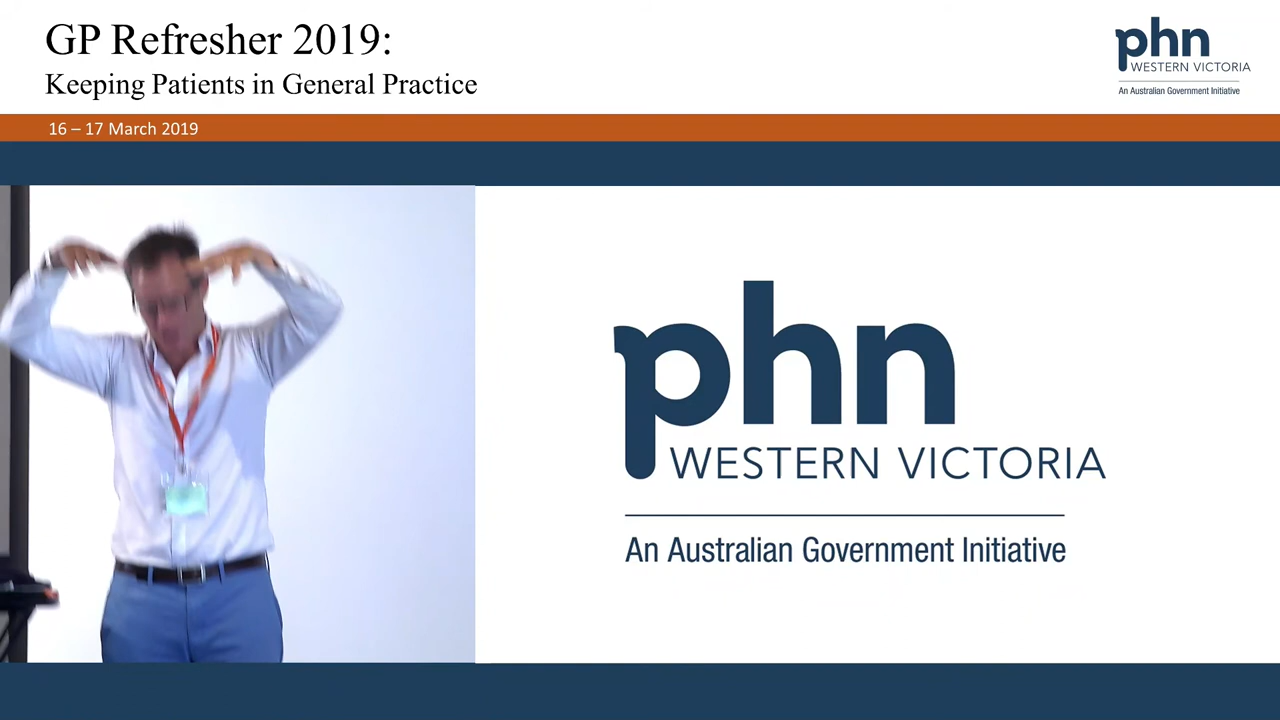 GP Refresher 2019:
Keeping Patients in General Practice
phn
WESTERN VICTORIA
An Australian Government Initiative
16 – 17 March 2019
phn
WESTERN VICTORIA
An Australian Government Initiative